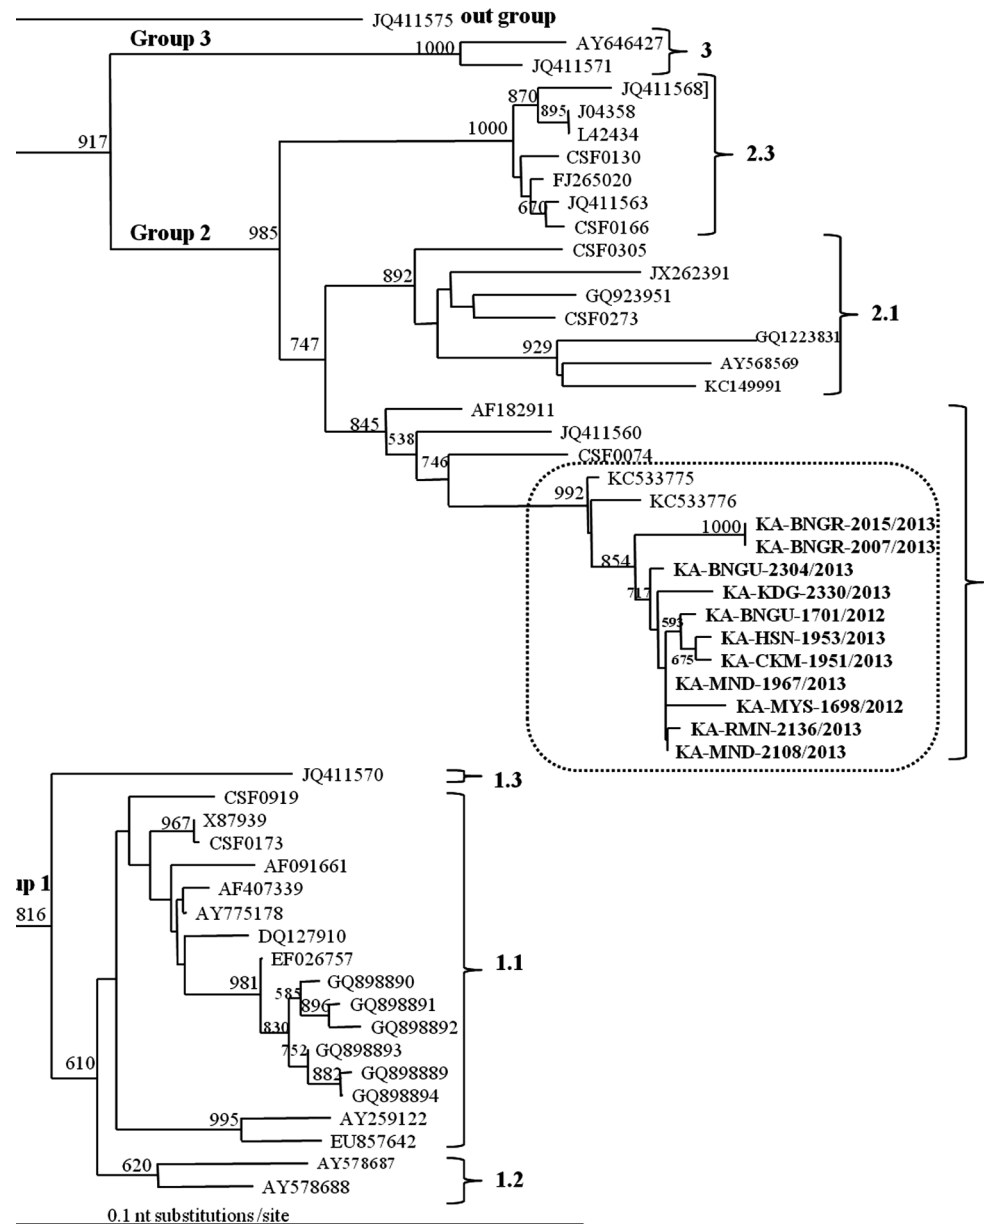 JQ411575 out group
Group 3
1000
AY646427
3
JQ411571
870
JQ411568]
895
J04358
1000
L42434
917
2.3
CSF0130
FJ265020
670
JQ411563
CSF0166
Group 2
985
CSF0305
892
JX262391
GQ923951
CSF0273
2.1
747
929
GQ1223831
AY568569
KC149991
845
AF182911
538
JQ411560
746
CSF0074
992
KC533775
KC533776
1000
KA-BNGR-2015/2013
KA-BNGR-2007/2013
854
KA-BNGU-2304/2013
717
KA-KDG-2330/2013
593
KA-BNGU-1701/2012
KA-HSN-1953/2013
675
KA-CKM-1951/2013
KA-MND-1967/2013
KA-MYS-1698/2012
KA-RMN-2136/2013
KA-MND-2108/2013
JQ411570
1.3
CSF0919
967
X87939
CSF0173
AF091661
up 1
AF407339
816
AY775178
DQ127910
EF026757
1.1
981
585
GQ898890
896
GQ898891
830
GQ898892
752
GQ898893
610
882
GQ898889
GQ898894
995
AY259122
EU857642
620
AY578687
1.2
AY578688
0.1 nt substitutions /site